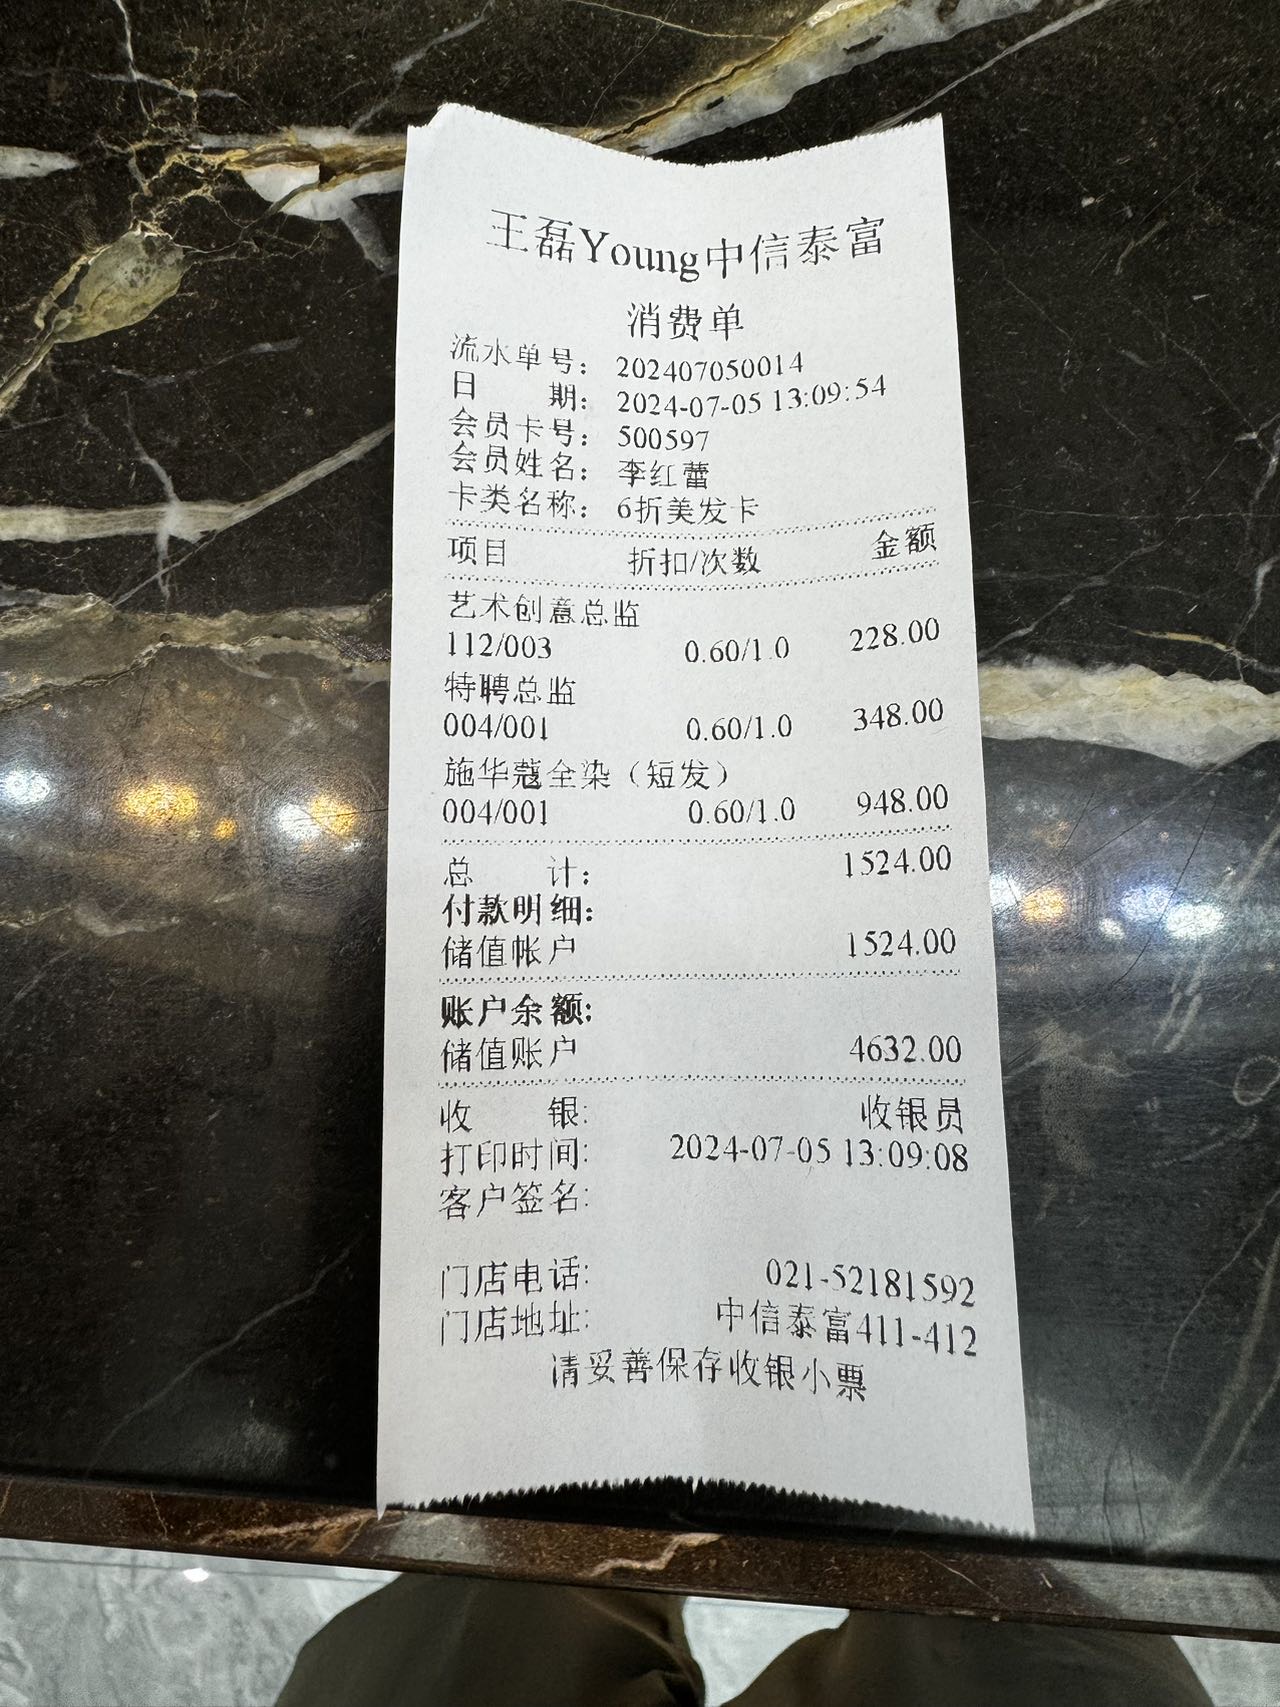 王磊Young中信泰富
消费单
流水单号： 202407050014
日　　期： 2024-07-05 13:09:54
会员卡号： 500597
会员姓名： 李红蕾
卡类名称： 6折美发卡
项目 折扣/次数 金额
艺术创意总监
112/003 0.60/1.0 228.00
特聘总监
004/001 0.60/1.0 348.00
施华蔻全染（短发）
004/001 0.60/1.0 948.00
总　　计： 1524.00
付款明细：
储值帐户 1524.00
账户余额：
储值账户 4632.00
收　　银: 收银员
打印时间: 2024-07-05 13:09:08
客户签名:
门店电话: 021-52181592
门店地址: 中信泰富411-412
请妥善保存收银小票